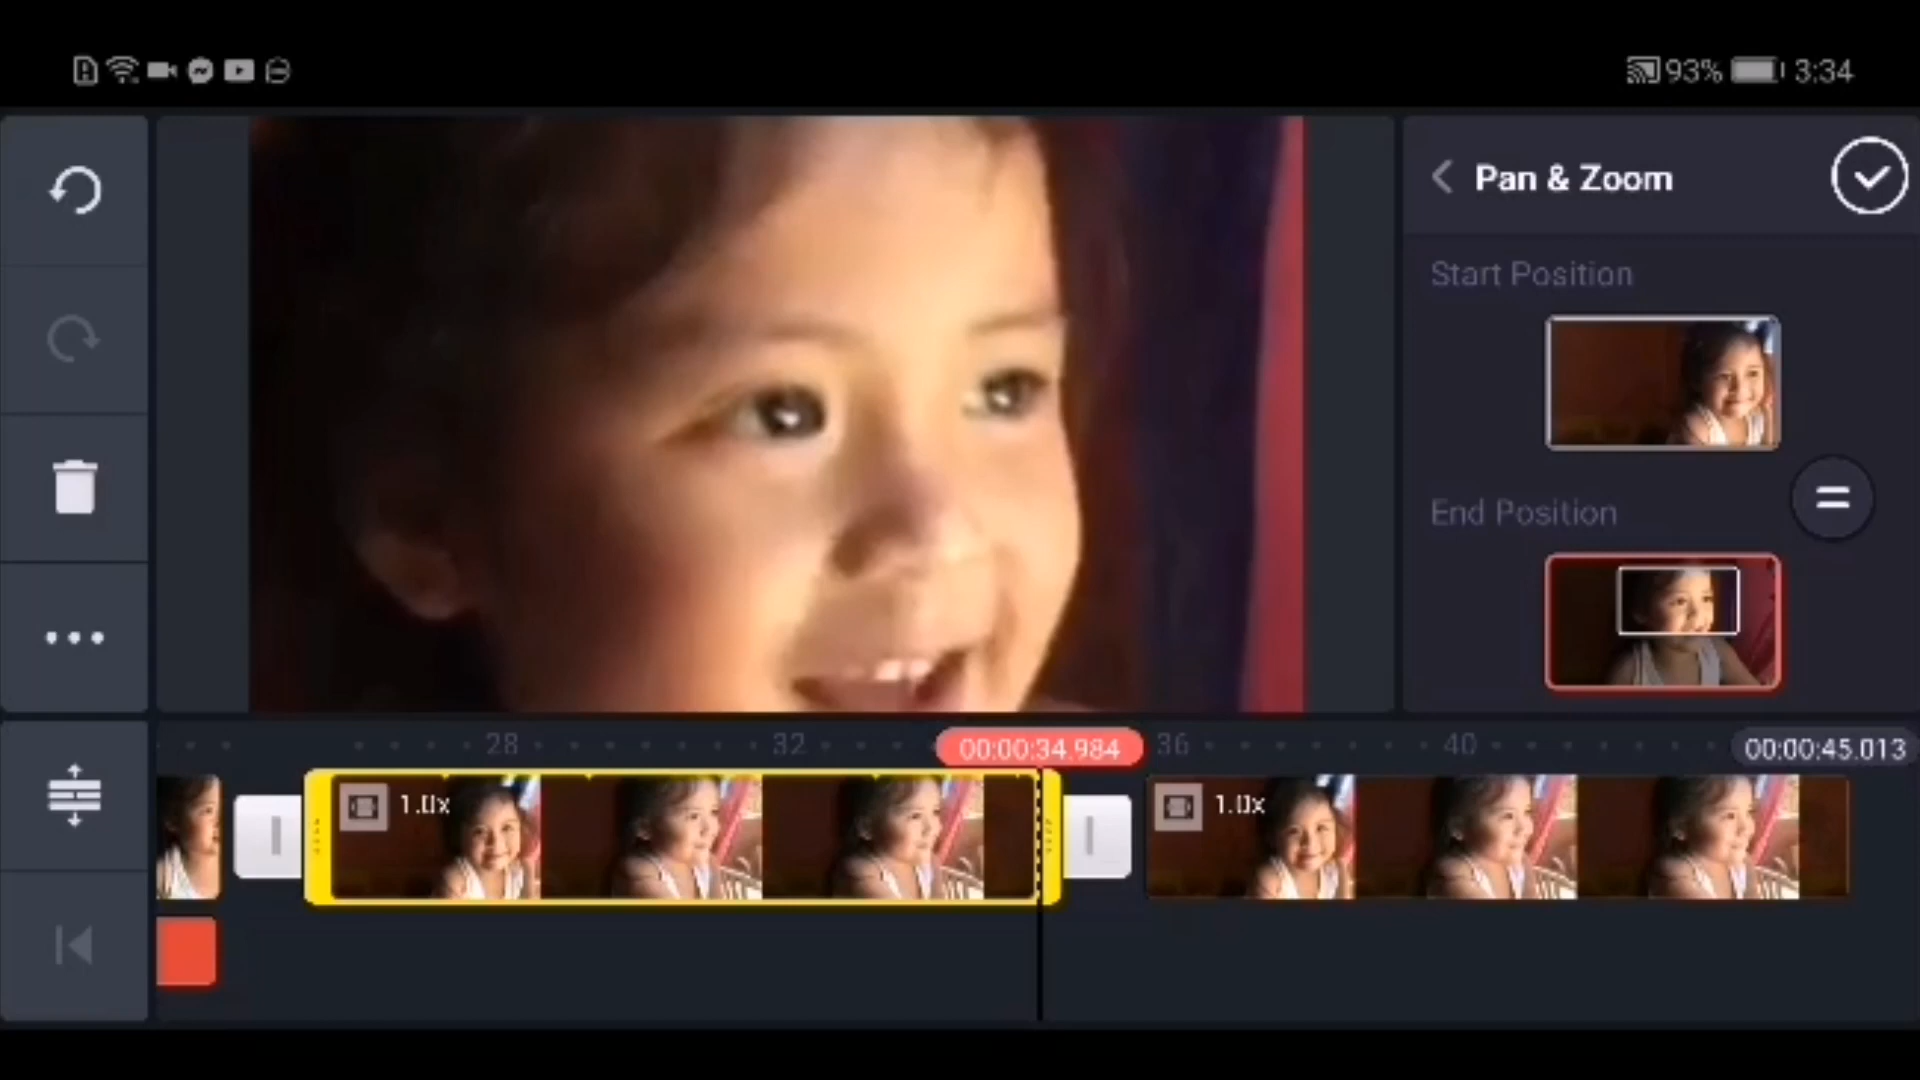 93% 3:34
Pan & Zoom
Start Position
End Position
28 32 00:00:34.984 36 40 00:00:45.013
1.0x 1.0x